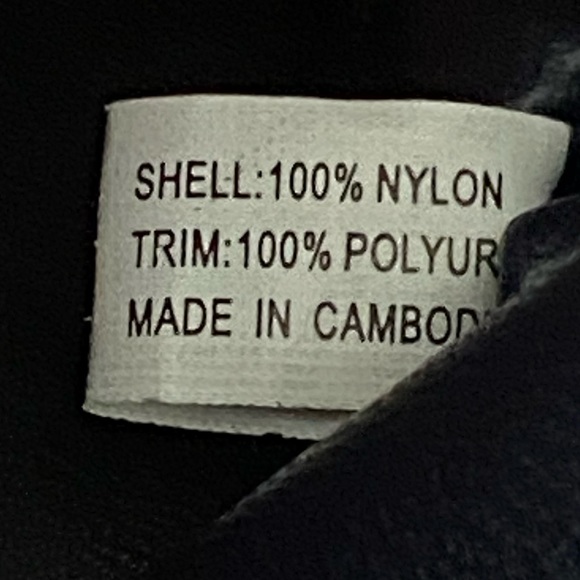 SHELL:100% NYLON
TRIM:100% POLYUR
MADE IN CAMBOD